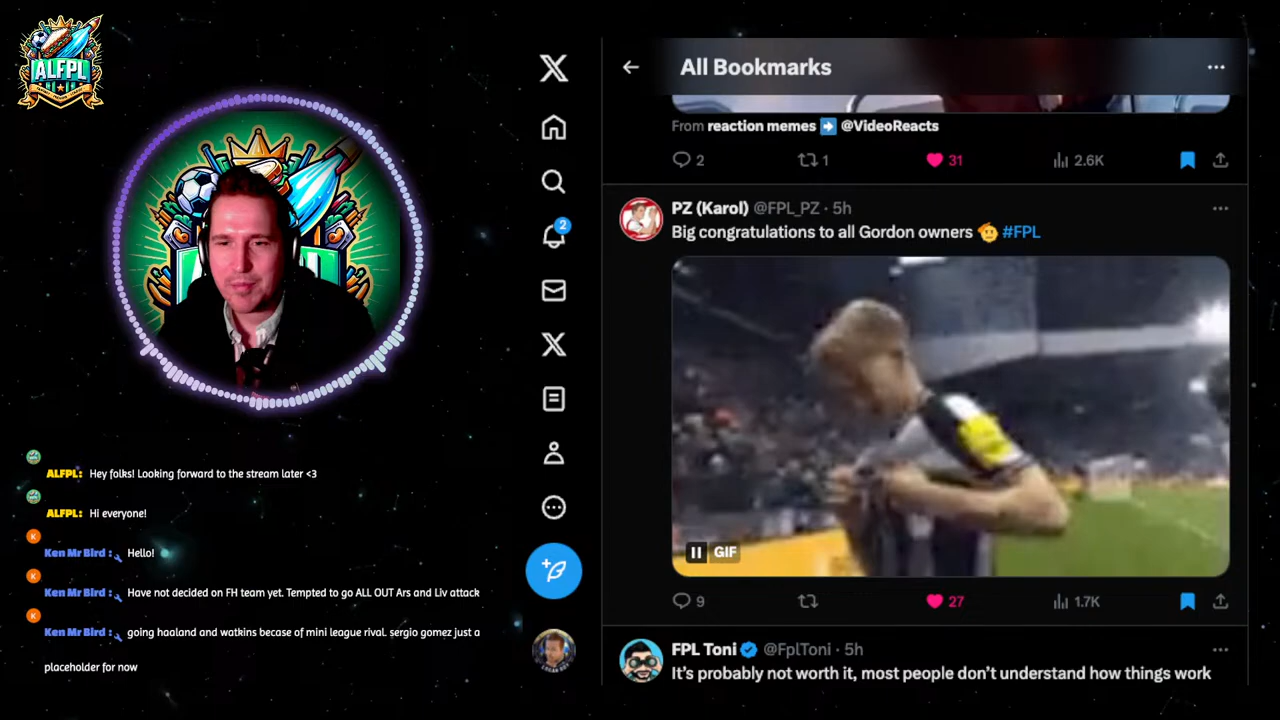 ALFPL
All Bookmarks
From reaction memes ➡️ @VideoReacts
2 1 31 2.6K
2
PZ (Karol) @FPL_PZ · 5h
Big congratulations to all Gordon owners 🫡 #FPL
GIF
9 27 1.7K
FPL Toni @FplToni · 5h
It's probably not worth it, most people don't understand how things work
ALFPL: Hey folks! Looking forward to the stream later <3
ALFPL: Hi everyone!
K
Ken Mr Bird : Hello!
K
Ken Mr Bird : Have not decided on FH team yet. Tempted to go ALL OUT Ars and Liv attack
K
Ken Mr Bird : going haaland and watkins becase of mini league rival. sergio gomez just a
placeholder for now